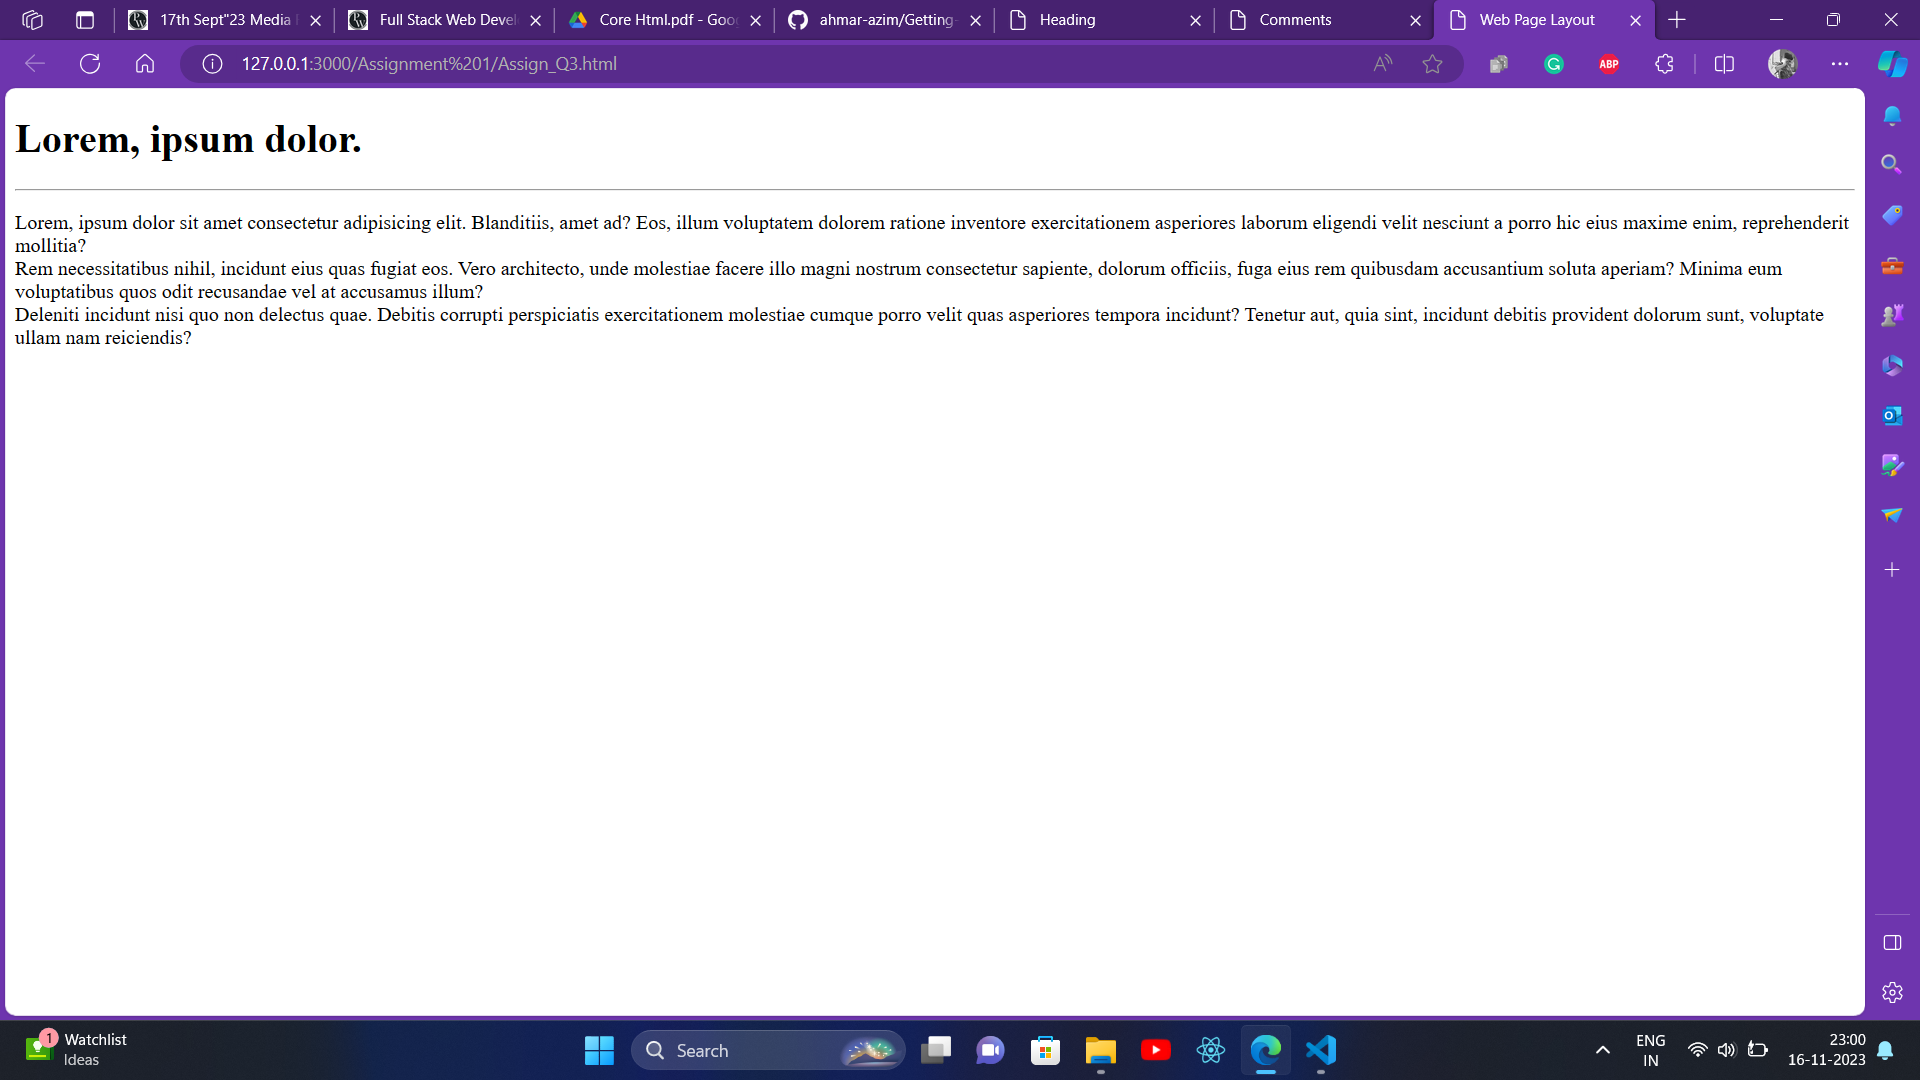 17th Sept"23 Media
Full Stack Web Devel
Core Html.pdf - Goo
ahmar-azim/Getting-
Heading
Comments
Web Page Layout
127.0.0.1:3000/Assignment%201/Assign_Q3.html
ABP
Lorem, ipsum dolor.
Lorem, ipsum dolor sit amet consectetur adipisicing elit. Blanditiis, amet ad? Eos, illum voluptatem dolorem ratione inventore exercitationem asperiores laborum eligendi velit nesciunt a porro hic eius maxime enim, reprehenderit
mollitia?
Rem necessitatibus nihil, incidunt eius quas fugiat eos. Vero architecto, unde molestiae facere illo magni nostrum consectetur sapiente, dolorum officiis, fuga eius rem quibusdam accusantium soluta aperiam? Minima eum
voluptatibus quos odit recusandae vel at accusamus illum?
Deleniti incidunt nisi quo non delectus quae. Debitis corrupti perspiciatis exercitationem molestiae cumque porro velit quas asperiores tempora incidunt? Tenetur aut, quia sint, incidunt debitis provident dolorum sunt, voluptate
ullam nam reiciendis?
1
Watchlist
Ideas
Search
ENG
IN
23:00
16-11-2023